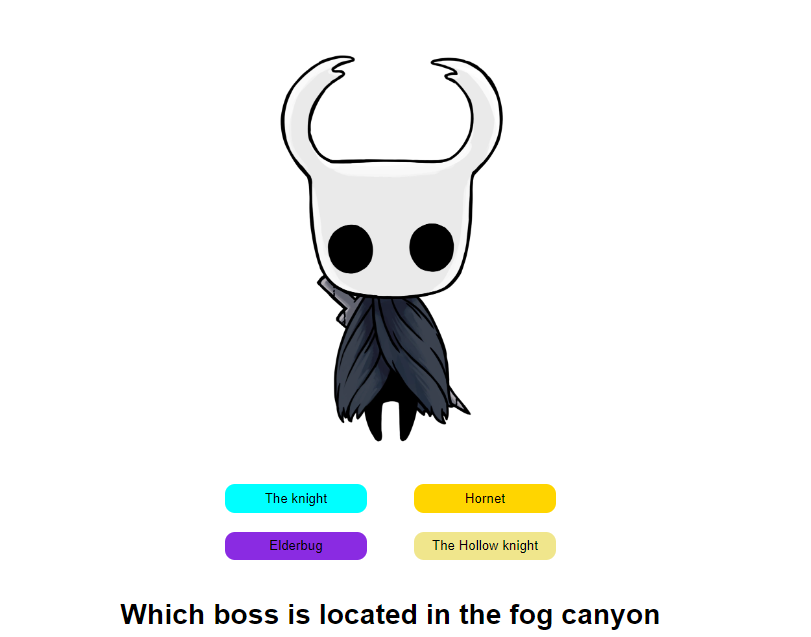 The knight
Hornet
Elderbug
The Hollow knight
Which boss is located in the fog canyon